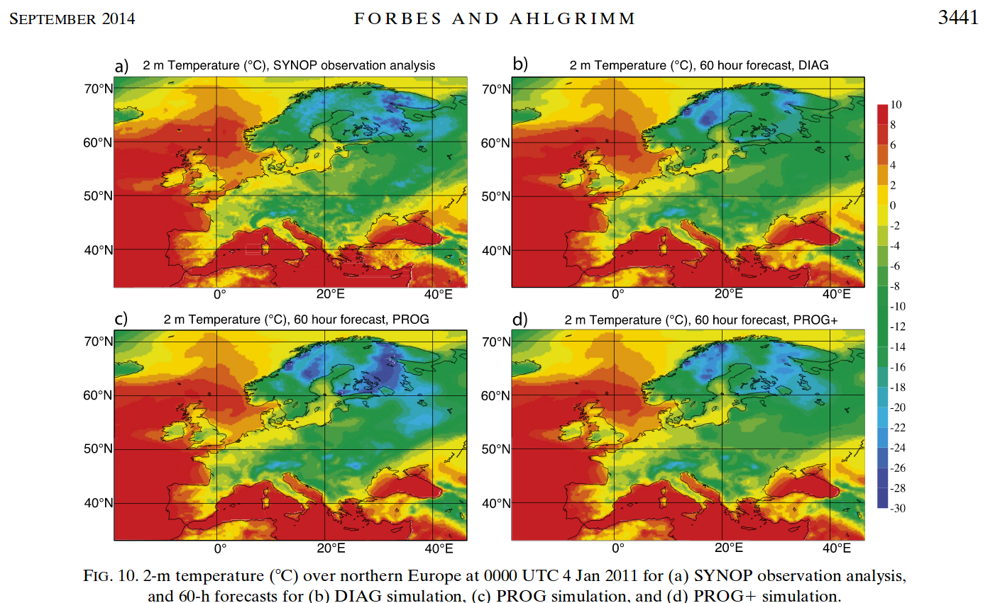 SEPTEMBER 2014 FORBES AND AHLGRIMM 3441
a) 2 m Temperature (°C), SYNOP observation analysis
b) 2 m Temperature (°C), 60 hour forecast, DIAG
70°N
60°N
50°N
40°N
0° 20°E 40°E
70°N
60°N
50°N
40°N
0° 20°E 40°E
10
8
6
4
2
0
-2
-4
-6
-8
-10
-12
-14
-16
-18
-20
-22
-24
-26
-28
-30
c) 2 m Temperature (°C), 60 hour forecast, PROG
d) 2 m Temperature (°C), 60 hour forecast, PROG+
70°N
60°N
50°N
40°N
0° 20°E 40°E
70°N
60°N
50°N
40°N
0° 20°E 40°E
FIG. 10. 2-m temperature (°C) over northern Europe at 0000 UTC 4 Jan 2011 for (a) SYNOP observation analysis,
and 60-h forecasts for (b) DIAG simulation, (c) PROG simulation, and (d) PROG+ simulation.